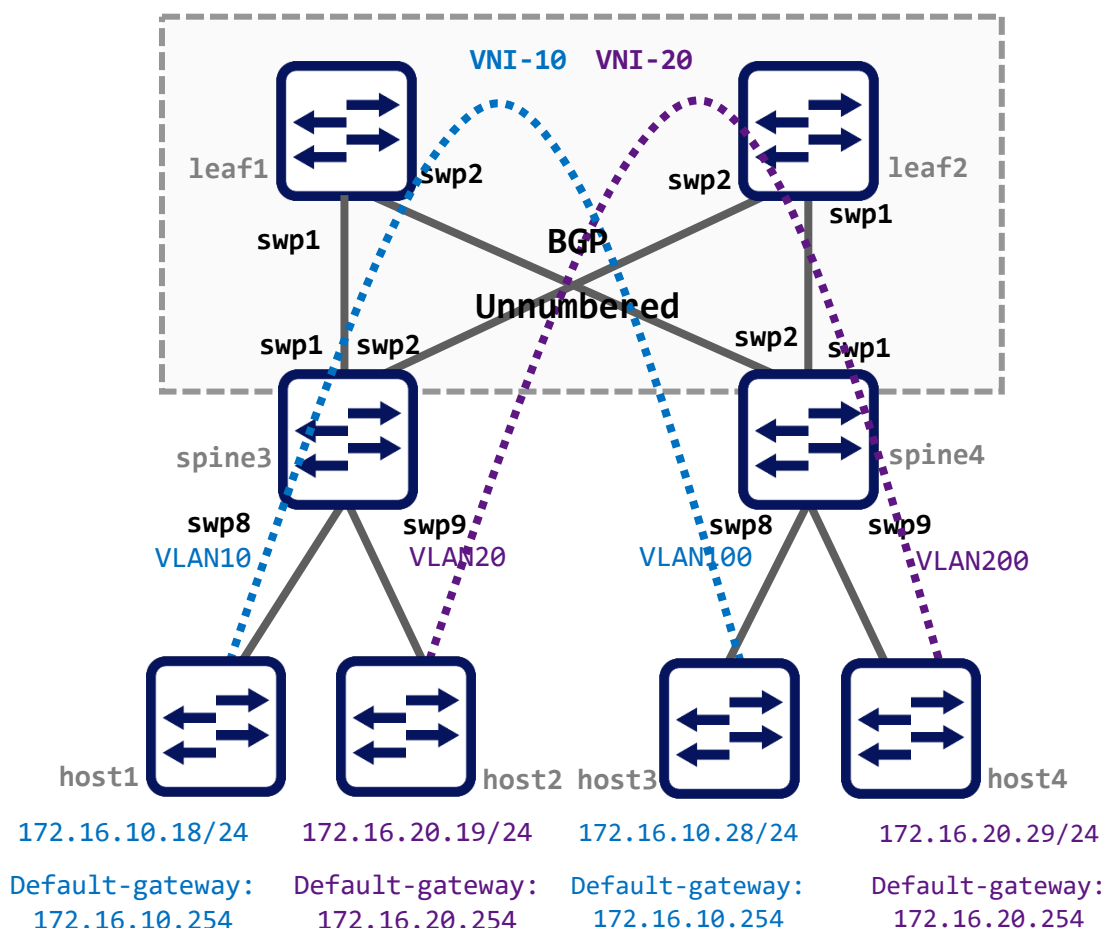 VNI-10 VNI-20
leaf1
swp2
swp2
leaf2
swp1
BGP
swp1
Unnumbered
swp1
swp2
swp2
swp1
spine3
spine4
swp8
swp9
swp8
swp9
VLAN10
VLAN20
VLAN100
VLAN200
host1
host2
host3
host4
172.16.10.18/24
172.16.20.19/24
172.16.10.28/24
172.16.20.29/24
Default-gateway:
172.16.10.254
Default-gateway:
172.16.20.254
Default-gateway:
172.16.10.254
Default-gateway:
172.16.20.254